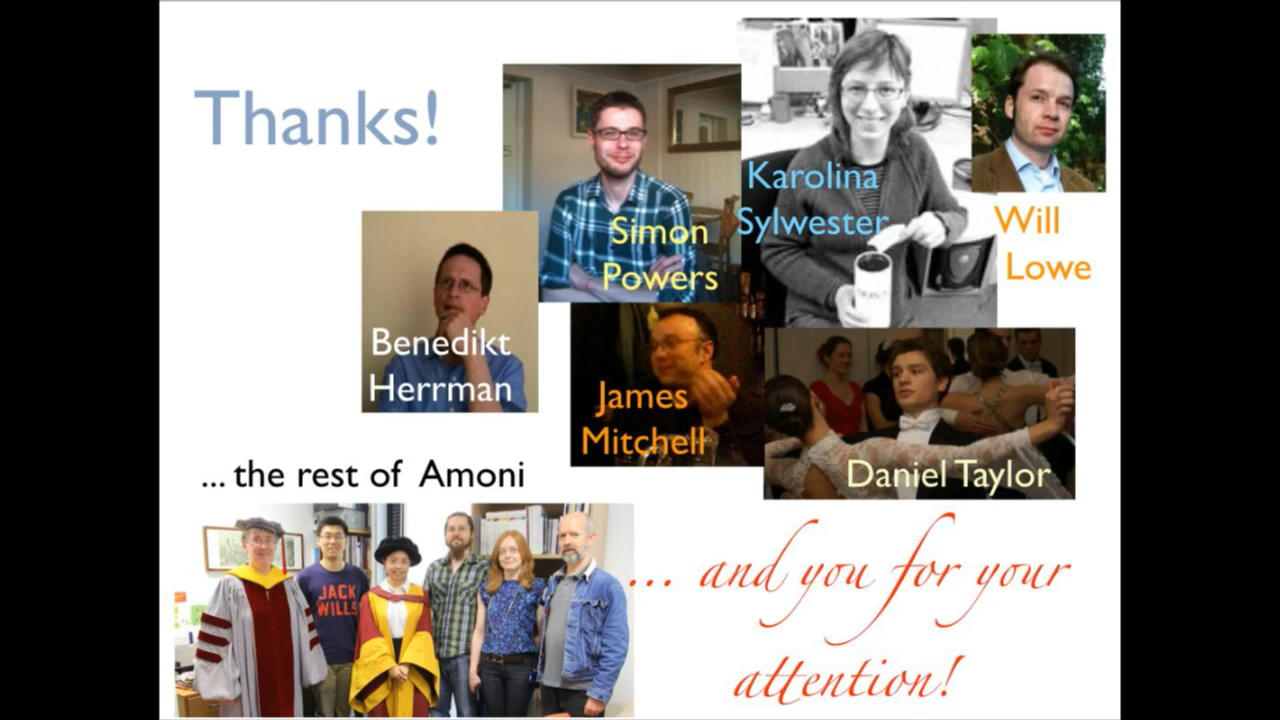 Thanks!
Karolina
Sylwester
Simon
Powers
Will
Lowe
Benedikt
Herrman
James
Mitchell
Daniel Taylor
... the rest of Amoni
JACK
WILLS
... and you for your
attention!